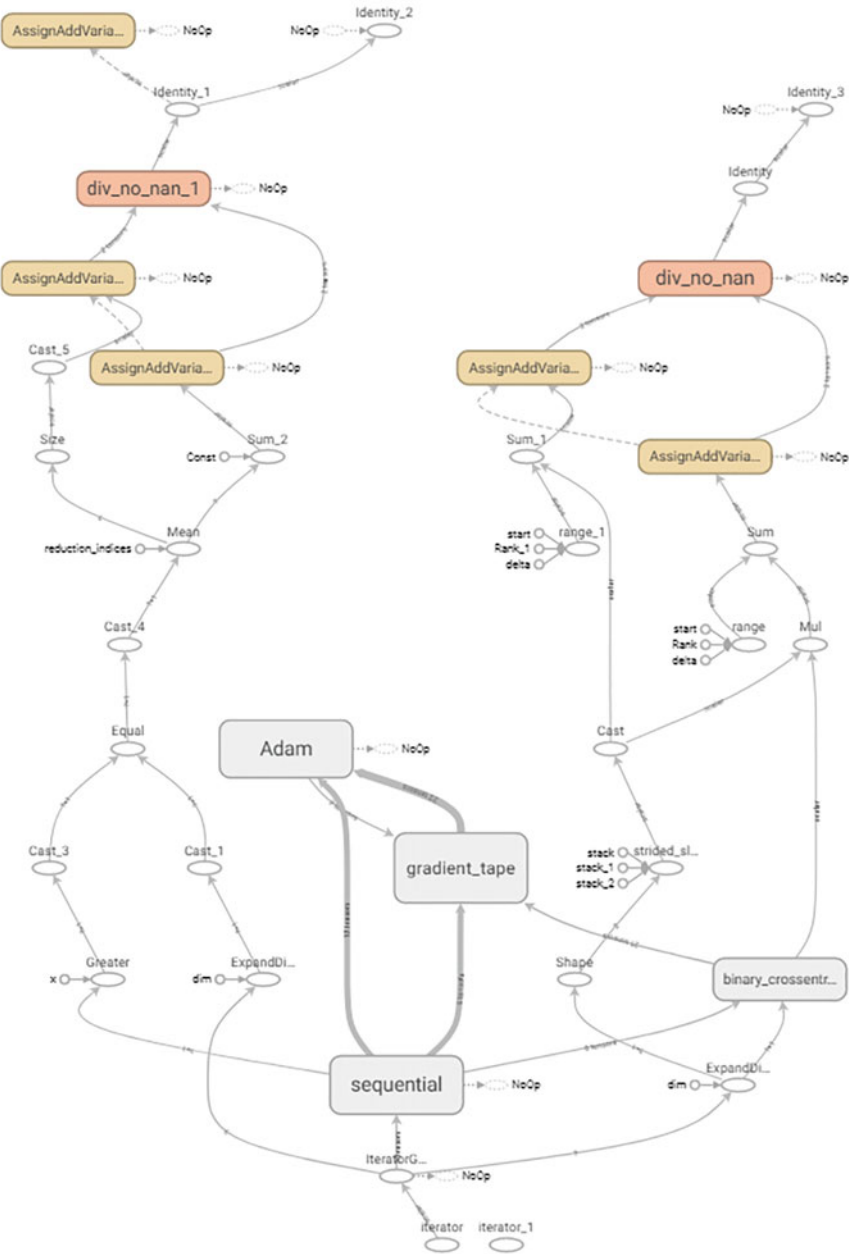 Identity_2
AssignAddVaria...
NoOp
NoOp
Identity_1
Identity_3
NoOp
div_no_nan_1
NoOp
Identity
AssignAddVaria...
NoOp
div_no_nan
NoOp
Cast_5
AssignAddVaria...
NoOp
AssignAddVaria...
NoOp
Size
Sum_2
Const
Sum_1
AssignAddVaria...
NoOp
Mean
reduction_indices
start
range_1
Rank_1
delta
Sum
Cast_4
start
range
Mul
Rank
delta
Equal
Adam
NoOp
Cast
Cast_3
Cast_1
gradient_tape
stack
strided_sl...
stack_1
stack_2
Greater
x
ExpandDi...
dim
Shape
binary_crossentr...
sequential
NoOp
ExpandDi...
dim
IteratorG...
NoOp
iterator
iterator_1